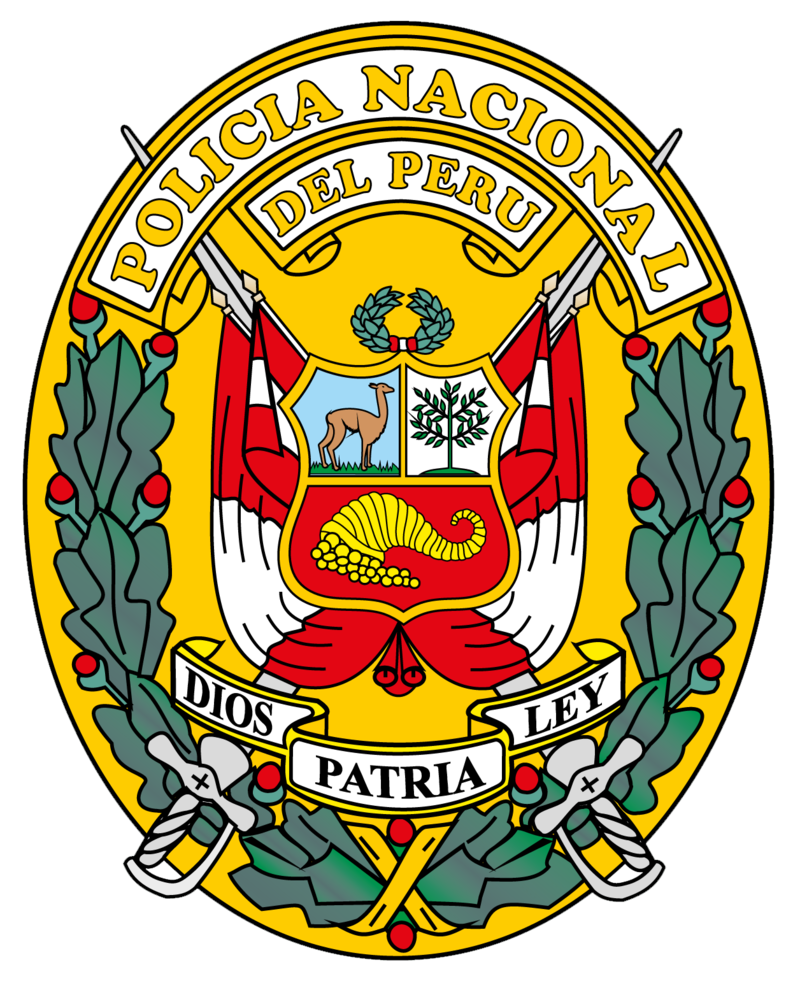 POLICIA NACIONAL
DEL PERU
DIOS
PATRIA
LEY